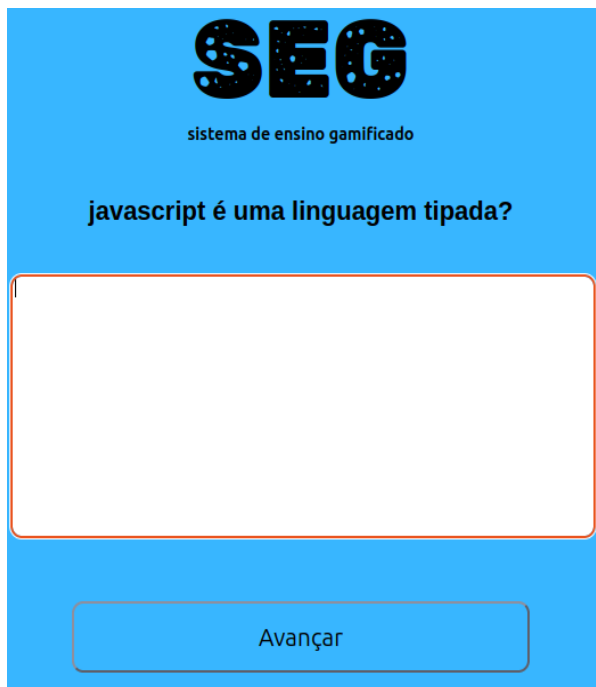 SEG
sistema de ensino gamificado
javascript é uma linguagem tipada?
Avançar